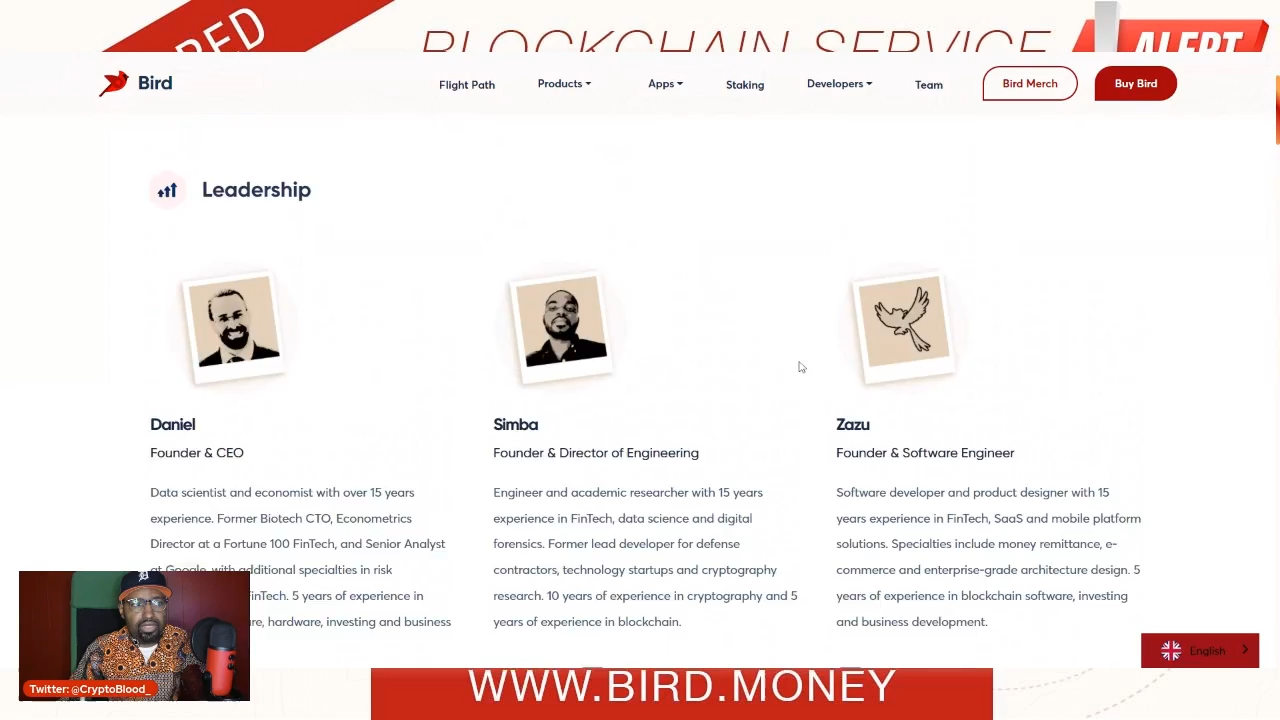 BLOCKCHAIN SERVICE
ALERT
Bird
Flight Path
Products
Apps
Staking
Developers
Team
Bird Merch
Buy Bird
Leadership
Daniel
Founder & CEO
Data scientist and economist with over 15 years
experience. Former Biotech CTO, Econometrics
Director at a Fortune 100 FinTech, and Senior Analyst
at Google, with additional specialties in risk
FinTech. 5 years of experience in
hardware, investing and business
Simba
Founder & Director of Engineering
Engineer and academic researcher with 15 years
experience in FinTech, data science and digital
forensics. Former lead developer for defense
contractors, technology startups and cryptography
research. 10 years of experience in cryptography and 5
years of experience in blockchain.
Zazu
Founder & Software Engineer
Software developer and product designer with 15
years experience in FinTech, SaaS and mobile platform
solutions. Specialties include money remittance, e-
commerce and enterprise-grade architecture design. 5
years of experience in blockchain software, investing
and business development.
English
Twitter: @CryptoBlood_
WWW.BIRD.MONEY